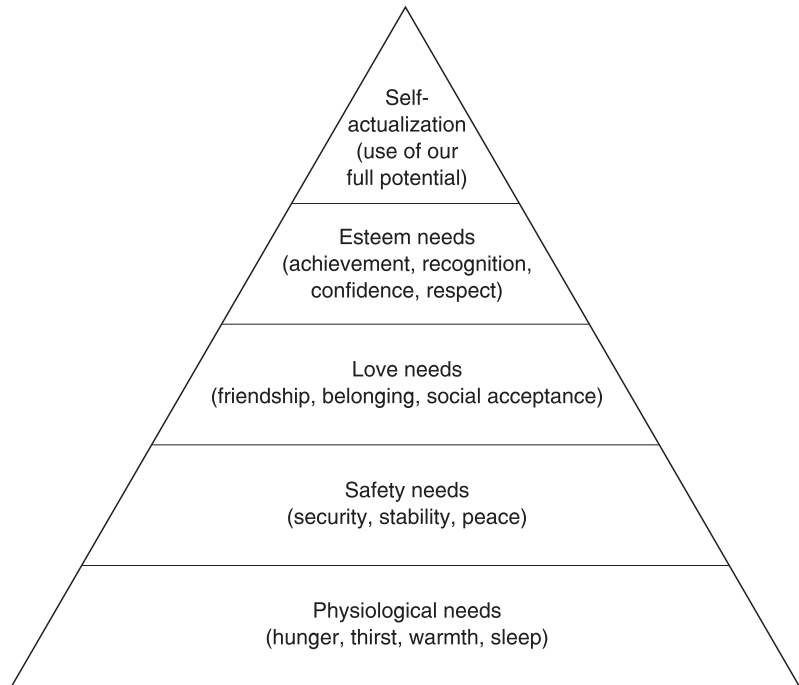 Self-
actualization
(use of our
full potential)
Esteem needs
(achievement, recognition,
confidence, respect)
Love needs
(friendship, belonging, social acceptance)
Safety needs
(security, stability, peace)
Physiological needs
(hunger, thirst, warmth, sleep)